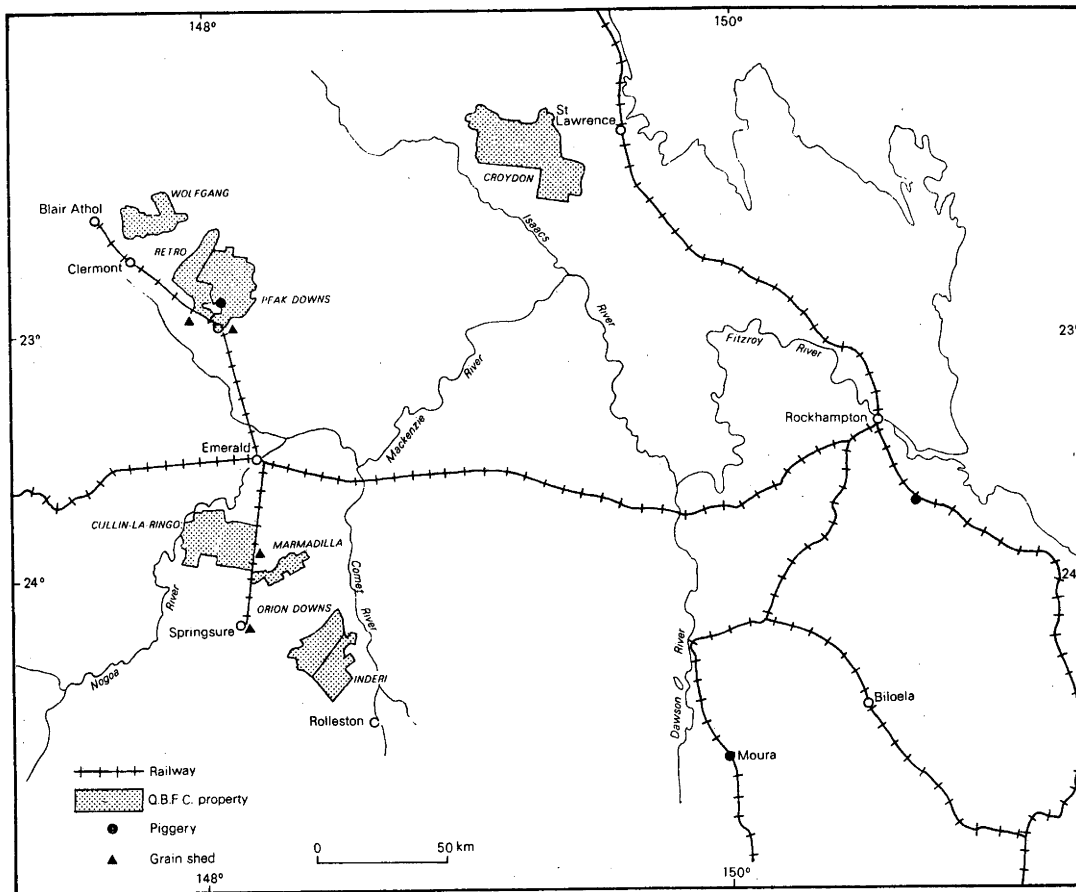 148°
150°
St
Lawrence
CROYDON
WOLFGANG
Blair Athol
RETRO
Clermont
PEAK DOWNS
Isaacs
River
23°
23°
Fitzroy
River
River
Mackenzie
Rockhampton
Emerald
CULLIN-LA RINGO
MARMADILLA
Comet
River
24°
24°
River
ORION DOWNS
Springsure
Nogoa
INDERI
Rolleston
River
Dawson
Biloela
Moura
Railway
Q.B.F.C. property
Piggery
Grain shed
0 50 km
148°
150°